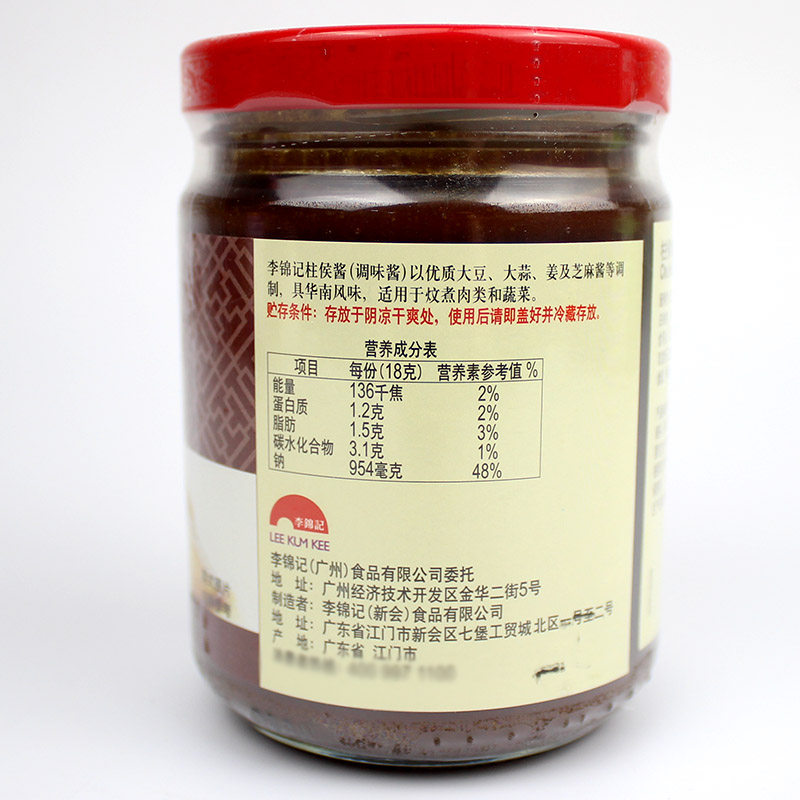 李锦记柱侯酱(调味酱)以优质大豆、大蒜、姜及芝麻酱等调
制，具华南风味，适用于炆煮肉类和蔬菜。
贮存条件：存放于阴凉干爽处，使用后请即盖好并冷藏存放。
营养成分表
项目 每份(18克) 营养素参考值%
能量 136千焦 2%
蛋白质 1.2克 2%
脂肪 1.5克 3%
碳水化合物 3.1克 1%
钠 954毫克 48%
李錦記
LEE KUM KEE
李锦记(广州)食品有限公司委托
地 址：广州经济技术开发区金华二街5号
制造者：李锦记(新会)食品有限公司
地 址：广东省江门市新会区七堡工贸城北区一号至二号
产 地：广东省 江门市
400 997 1100